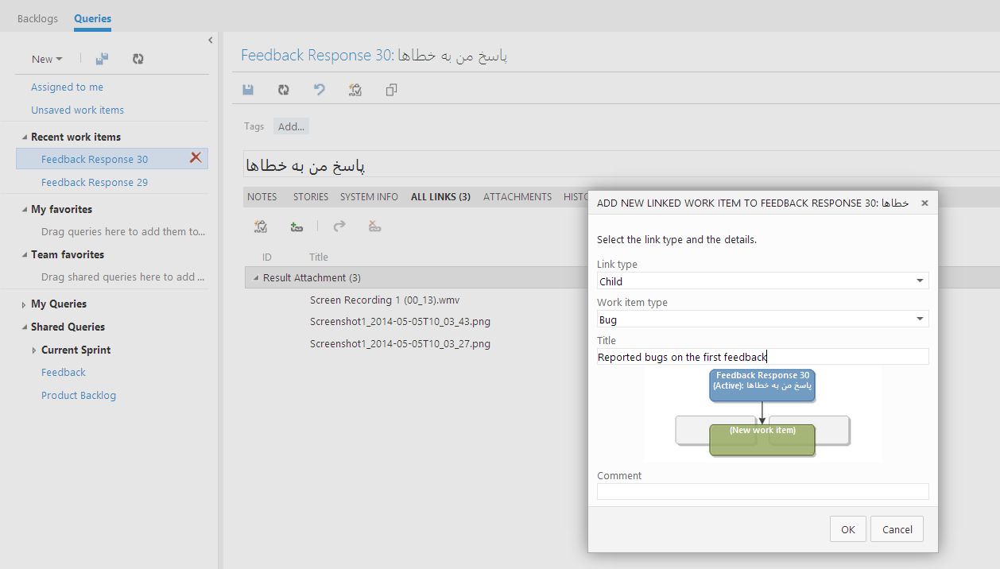 Backlogs Queries
New
Assigned to me
Unsaved work items
Recent work items
Feedback Response 30
Feedback Response 29
My favorites
Drag queries here to add them to...
Team favorites
Drag shared queries here to add ...
My Queries
Shared Queries
Current Sprint
Feedback
Product Backlog
Feedback Response 30: پاسخ من به خطاها
Tags Add...
پاسخ من به خطاها
NOTES STORIES SYSTEM INFO ALL LINKS (3) ATTACHMENTS HISTO
ID Title
Result Attachment (3)
Screen Recording 1 (00_13).wmv
Screenshot1_2014-05-05T10_03_43.png
Screenshot1_2014-05-05T10_03_27.png
ADD NEW LINKED WORK ITEM TO FEEDBACK RESPONSE 30: خطاها
Select the link type and the details.
Link type
Child
Work item type
Bug
Title
Reported bugs on the first feedback
Feedback Response 30
(Active): پاسخ من به خطاها
(New work item)
Comment
OK Cancel